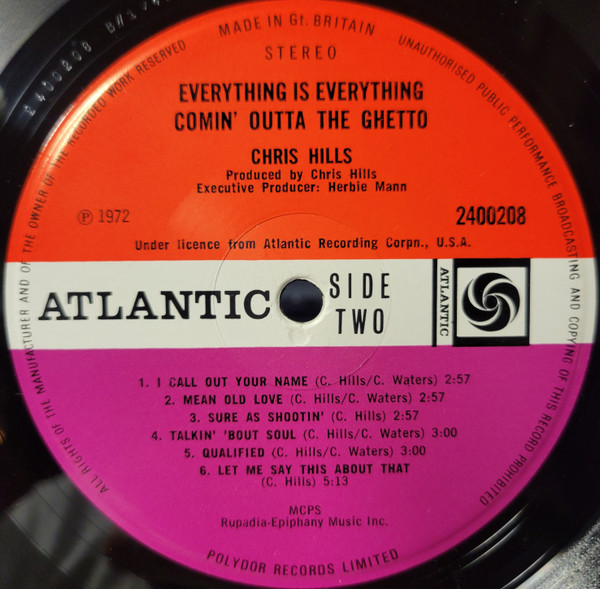 MADE IN Gt. BRITAIN
STEREO
EVERYTHING IS EVERYTHING
COMIN' OUTTA THE GHETTO
CHRIS HILLS
Produced by Chris Hills
Executive Producer: Herbie Mann
℗ 1972
2400208
Under licence from Atlantic Recording Corpn., U.S.A.
ATLANTIC
SIDE
TWO
ATLANTIC
1. I CALL OUT YOUR NAME (C. Hills/C. Waters) 2:57
2. MEAN OLD LOVE (C. Hills/C. Waters) 2:57
3. SURE AS SHOOTIN' (C. Hills) 2:57
4. TALKIN' 'BOUT SOUL (C. Hills/C. Waters) 3:00
5. QUALIFIED (C. Hills/C. Waters) 3:00
6. LET ME SAY THIS ABOUT THAT
(C. Hills) 5:13
MCPS
Rupadia-Epiphany Music Inc.
POLYDOR RECORDS LIMITED
ALL RIGHTS OF THE MANUFACTURER AND OF THE OWNER OF THE RECORDED WORK RESERVED
UNAUTHORISED PUBLIC PERFORMANCE BROADCASTING AND COPYING OF THIS RECORD PROHIBITED
2400208